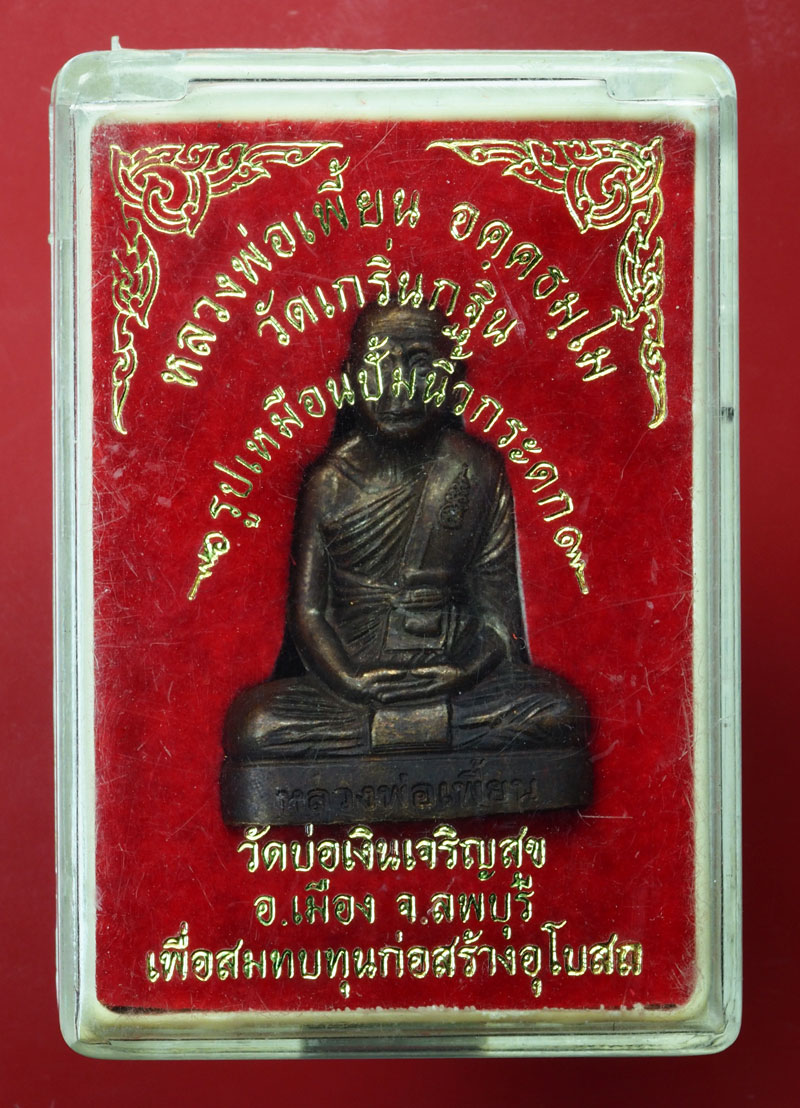 หลวงพ่อเพี้ยน อคฺคธมฺโม
วัดเกริ่นกฐิน
รูปเหมือนปั้มนิ้วกระดก
หลวงพ่อเพี้ยน
วัดบ่อเงินเจริญสุข
อ.เมือง จ.ลพบุรี
เพื่อสมทบทุนก่อสร้างอุโบสถ